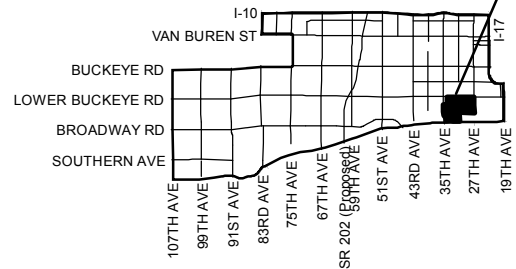 I-10
I-17
VAN BUREN ST
BUCKEYE RD
LOWER BUCKEYE RD
BROADWAY RD
SOUTHERN AVE
107TH AVE
99TH AVE
91ST AVE
83RD AVE
75TH AVE
67TH AVE
SR 202 (Proposed)
59TH AVE
51ST AVE
43RD AVE
35TH AVE
27TH AVE
19TH AVE